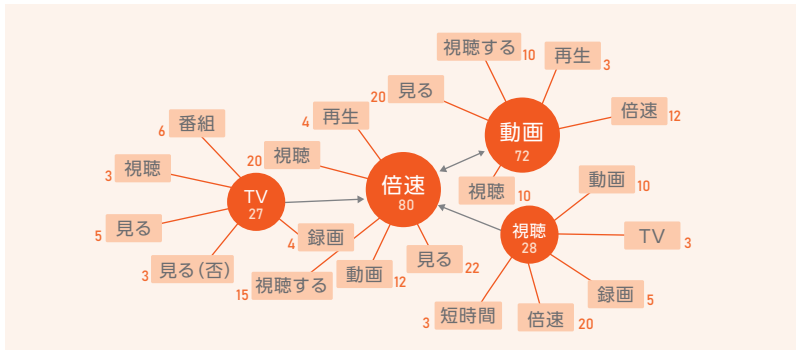 視聴する 10
再生 3
見る 20
倍速 12
動画
72
視聴 10
番組 6
視聴 3
TV
27
見る 5
見る(否) 3
録画 4
再生 4
視聴 20
倍速
80
視聴する 15
動画 12
見る 22
動画 10
視聴
28
TV 3
録画 5
短時間 3
倍速 20